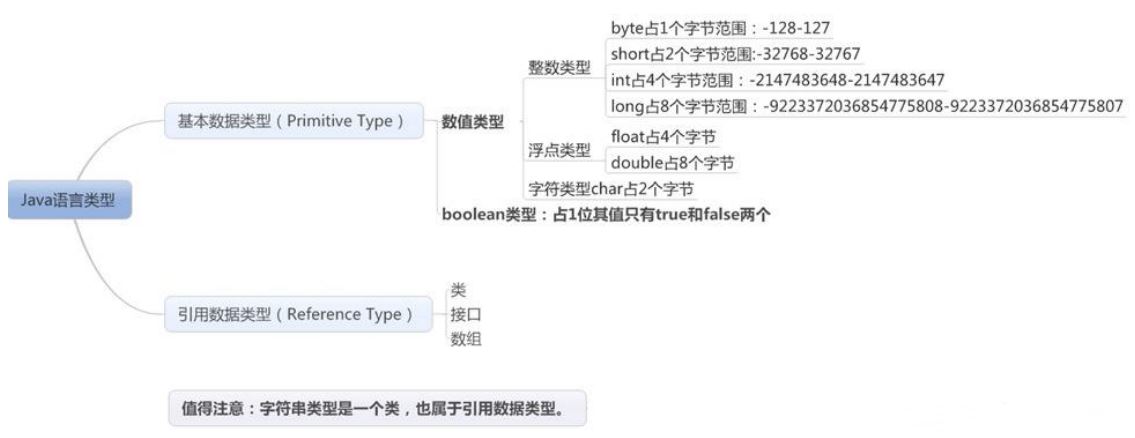 Java语言类型
基本数据类型（Primitive Type）
数值类型
整数类型
byte占1个字节范围：-128-127
short占2个字节范围:-32768-32767
int占4个字节范围：-2147483648-2147483647
long占8个字节范围：-9223372036854775808-9223372036854775807
浮点类型
float占4个字节
double占8个字节
字符类型char占2个字节
boolean类型：占1位其值只有true和false两个
引用数据类型（Reference Type）
类
接口
数组
值得注意：字符串类型是一个类，也属于引用数据类型。